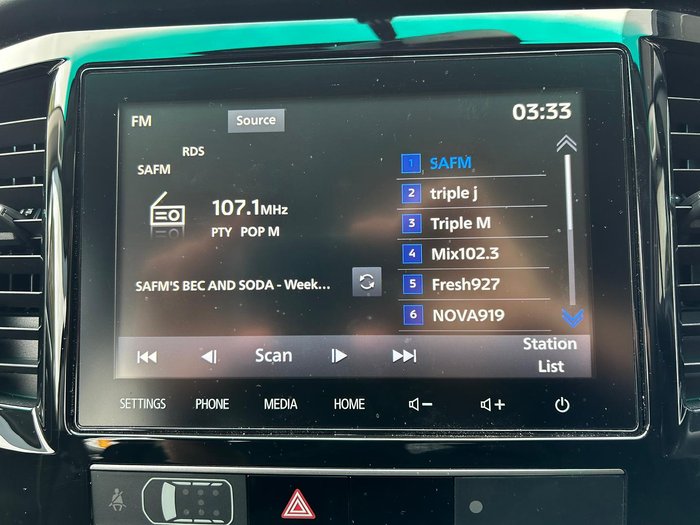 FM
Source
03:33
RDS
SAFM
107.1MHz
PTY POP M
SAFM'S BEC AND SODA - Week...
1 SAFM
2 triple j
3 Triple M
4 Mix102.3
5 Fresh927
6 NOVA919
Scan
Station
List
SETTINGS
PHONE
MEDIA
HOME